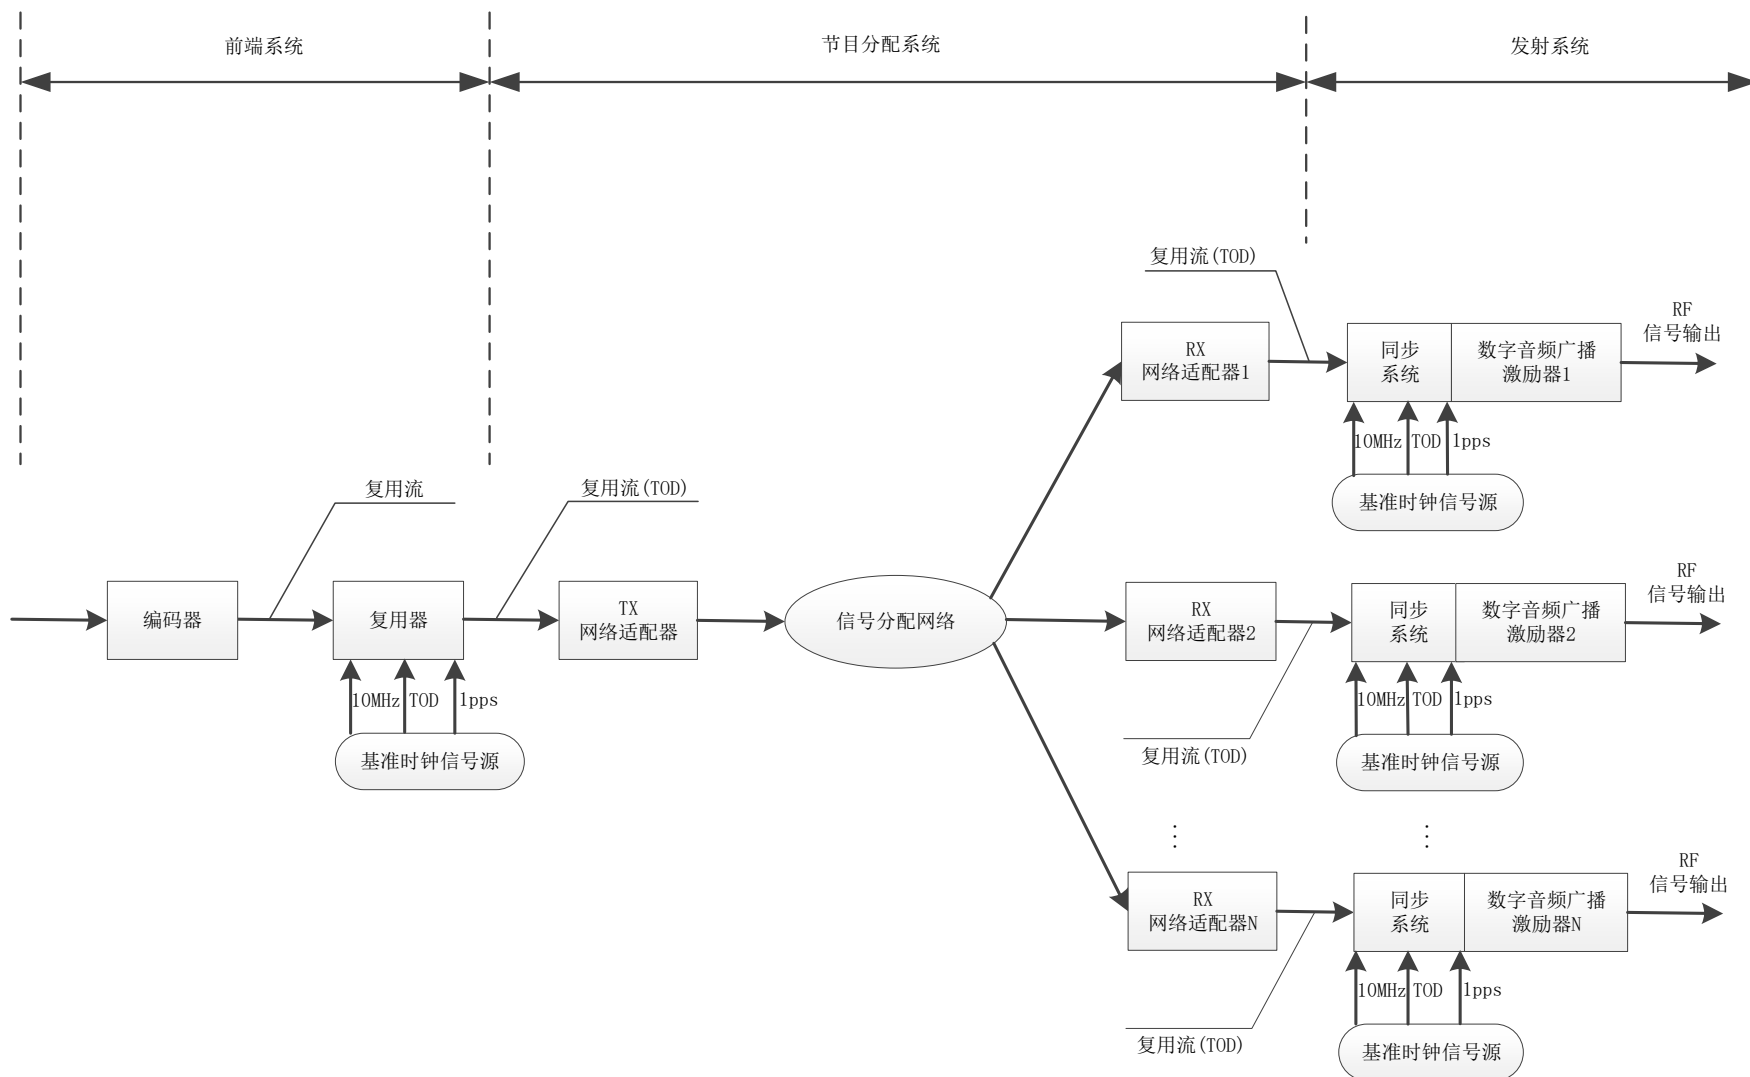 前端系统
节目分配系统
发射系统
复用流(TOD)
RX
网络适配器1
同步
系统
数字音频广播
激励器1
RF
信号输出
10MHz
TOD
1pps
基准时钟信号源
复用流
复用流(TOD)
编码器
复用器
TX
网络适配器
信号分配网络
RX
网络适配器2
同步
系统
数字音频广播
激励器2
RF
信号输出
10MHz
TOD
1pps
基准时钟信号源
10MHz
TOD
1pps
基准时钟信号源
复用流(TOD)
⋮
⋮
RX
网络适配器N
同步
系统
数字音频广播
激励器N
RF
信号输出
10MHz
TOD
1pps
复用流(TOD)
基准时钟信号源